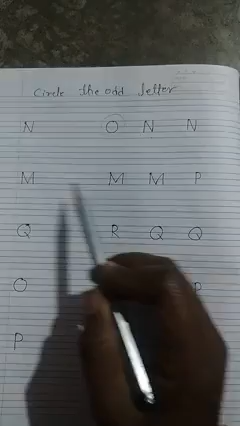 Circle the odd letter
N O N N
M M M P
Q R Q Q
O P
P